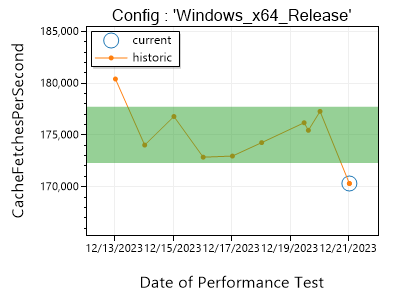 Config : 'Windows_x64_Release'
185,000
180,000
175,000
170,000
CacheFetchesPerSecond
current
historic
12/13/2023
12/15/2023
12/17/2023
12/19/2023
12/21/2023
Date of Performance Test